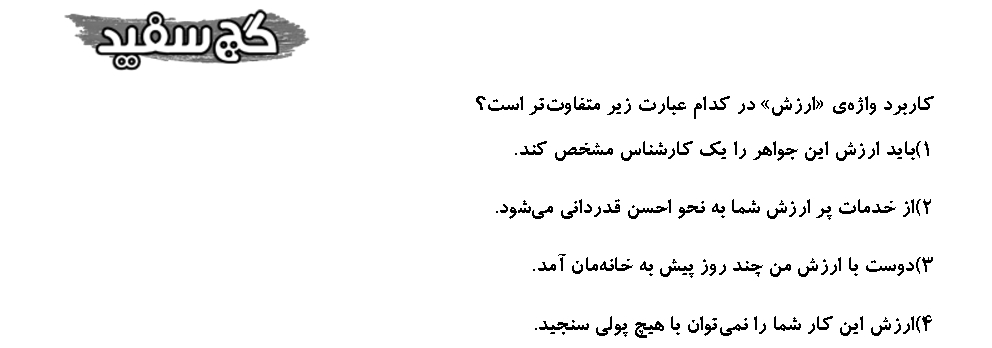 گچ سفید
کاربرد واژه‌ی «ارزش» در کدام عبارت زیر متفاوت‌تر است؟
۱)باید ارزش این جواهر را یک کارشناس مشخص کند.
۲)از خدمات پر ارزش شما به نحو احسن قدردانی می‌شود.
۳)دوست با ارزش من چند روز پیش به خانه‌مان آمد.
۴)ارزش این کار شما را نمی‌توان با هیچ پولی سنجید.